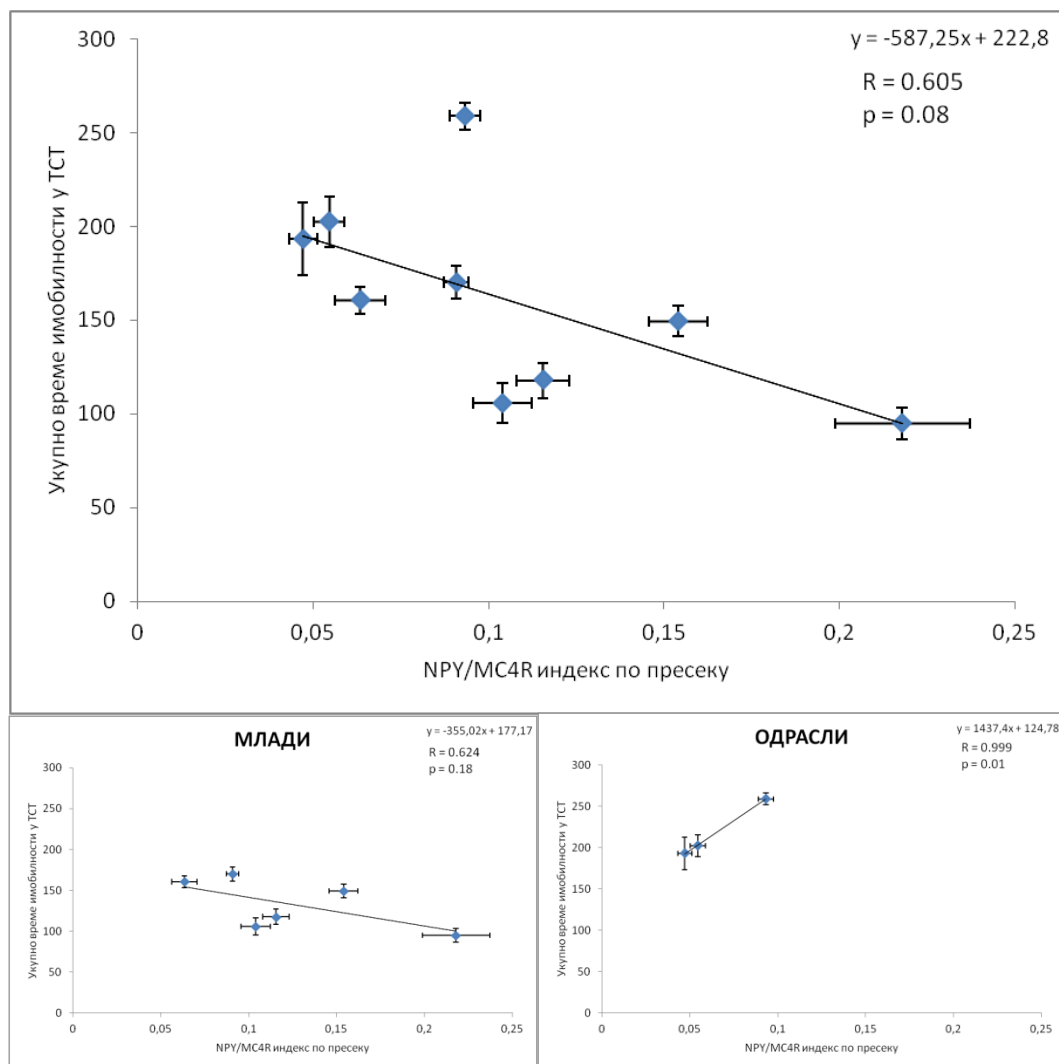 y = -587,25x + 222,8
R = 0.605
p = 0.08
300
250
200
150
100
50
0
Укупно време имобилности у ТСТ
0
0,05
0,1
0,15
0,2
0,25
NPY/MC4R индекс по пресеку
МЛАДИ
y = -355,02x + 177,17
R = 0.624
p = 0.18
300
250
200
150
100
50
0
Укупно време имобилности у ТСТ
0
0,05
0,1
0,15
0,2
0,25
NPY/MC4R индекс по пресеку
ОДРАСЛИ
y = 1437,4x + 124,78
R = 0.999
p = 0.01
300
250
200
150
100
50
0
Укупно време имобилности у ТСТ
0
0,05
0,1
0,15
0,2
0,25
NPY/MC4R индекс по пресеку